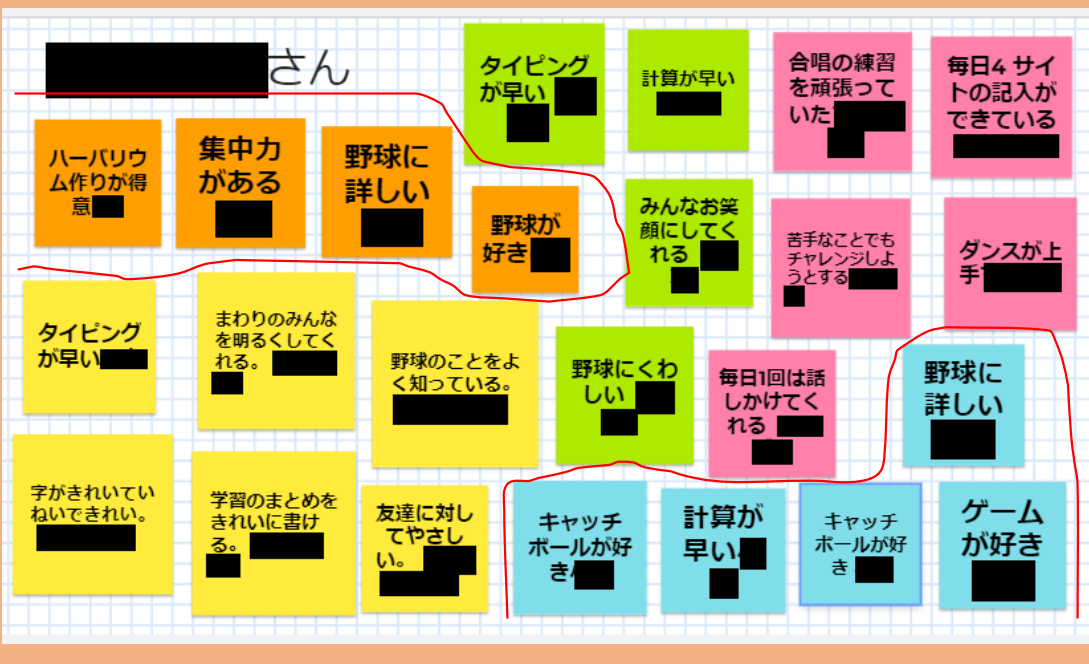 さん
タイピング
が早い
計算が早い
合唱の練習
を頑張って
いた
毎日4 サイ
トの記入が
できている
ハーバリウ
ム作りが得
意
集中力
がある
野球に
詳しい
野球が
好き
みんなお笑
顔にしてく
れる
苦手なことでも
チャレンジしよ
うとする
ダンスが上
手
タイピング
が早い
まわりのみんな
を明るくしてく
れる。
野球のことをよ
く知っている。
野球にくわ
しい
毎日1回は話
しかけてく
れる
野球に
詳しい
字がきれいてい
ねいできれい。
学習のまとめを
きれいに書け
る。
友達に対し
てやさし
い。
キャッチ
ボールが好
き
計算が
早い
キャッチ
ボールが好
き
ゲーム
が好き